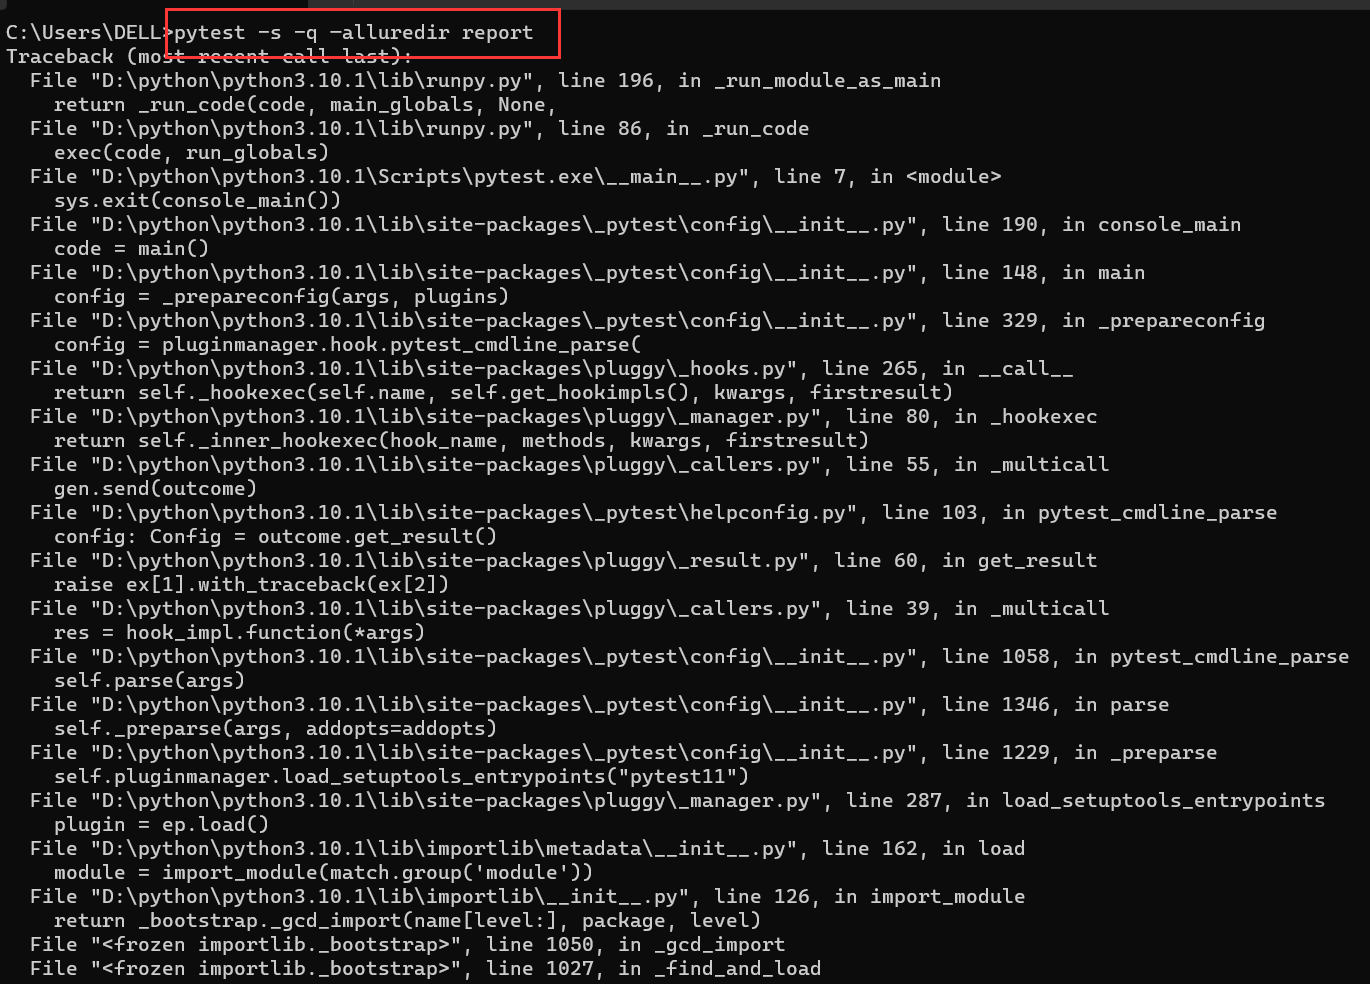 C:\Users\DELL>pytest -s -q -alluredir report
Traceback (most recent call last):
  File "D:\python\python3.10.1\lib\runpy.py", line 196, in _run_module_as_main
    return _run_code(code, main_globals, None,
  File "D:\python\python3.10.1\lib\runpy.py", line 86, in _run_code
    exec(code, run_globals)
  File "D:\python\python3.10.1\Scripts\pytest.exe\__main__.py", line 7, in <module>
    sys.exit(console_main())
  File "D:\python\python3.10.1\lib\site-packages\_pytest\config\__init__.py", line 190, in console_main
    code = main()
  File "D:\python\python3.10.1\lib\site-packages\_pytest\config\__init__.py", line 148, in main
    config = _prepareconfig(args, plugins)
  File "D:\python\python3.10.1\lib\site-packages\_pytest\config\__init__.py", line 329, in _prepareconfig
    config = pluginmanager.hook.pytest_cmdline_parse(
  File "D:\python\python3.10.1\lib\site-packages\pluggy\_hooks.py", line 265, in __call__
    return self._hookexec(self.name, self.get_hookimpls(), kwargs, firstresult)
  File "D:\python\python3.10.1\lib\site-packages\pluggy\_manager.py", line 80, in _hookexec
    return self._inner_hookexec(hook_name, methods, kwargs, firstresult)
  File "D:\python\python3.10.1\lib\site-packages\pluggy\_callers.py", line 55, in _multicall
    gen.send(outcome)
  File "D:\python\python3.10.1\lib\site-packages\_pytest\helpconfig.py", line 103, in pytest_cmdline_parse
    config: Config = outcome.get_result()
  File "D:\python\python3.10.1\lib\site-packages\pluggy\_result.py", line 60, in get_result
    raise ex[1].with_traceback(ex[2])
  File "D:\python\python3.10.1\lib\site-packages\pluggy\_callers.py", line 39, in _multicall
    res = hook_impl.function(*args)
  File "D:\python\python3.10.1\lib\site-packages\_pytest\config\__init__.py", line 1058, in pytest_cmdline_parse
    self.parse(args)
  File "D:\python\python3.10.1\lib\site-packages\_pytest\config\__init__.py", line 1346, in parse
    self._preparse(args, addopts=addopts)
  File "D:\python\python3.10.1\lib\site-packages\_pytest\config\__init__.py", line 1229, in _preparse
    self.pluginmanager.load_setuptools_entrypoints("pytest11")
  File "D:\python\python3.10.1\lib\site-packages\pluggy\_manager.py", line 287, in load_setuptools_entrypoints
    plugin = ep.load()
  File "D:\python\python3.10.1\lib\importlib\metadata\__init__.py", line 162, in load
    module = import_module(match.group('module'))
  File "D:\python\python3.10.1\lib\importlib\__init__.py", line 126, in import_module
    return _bootstrap._gcd_import(name[level:], package, level)
  File "<frozen importlib._bootstrap>", line 1050, in _gcd_import
  File "<frozen importlib._bootstrap>", line 1027, in _find_and_load